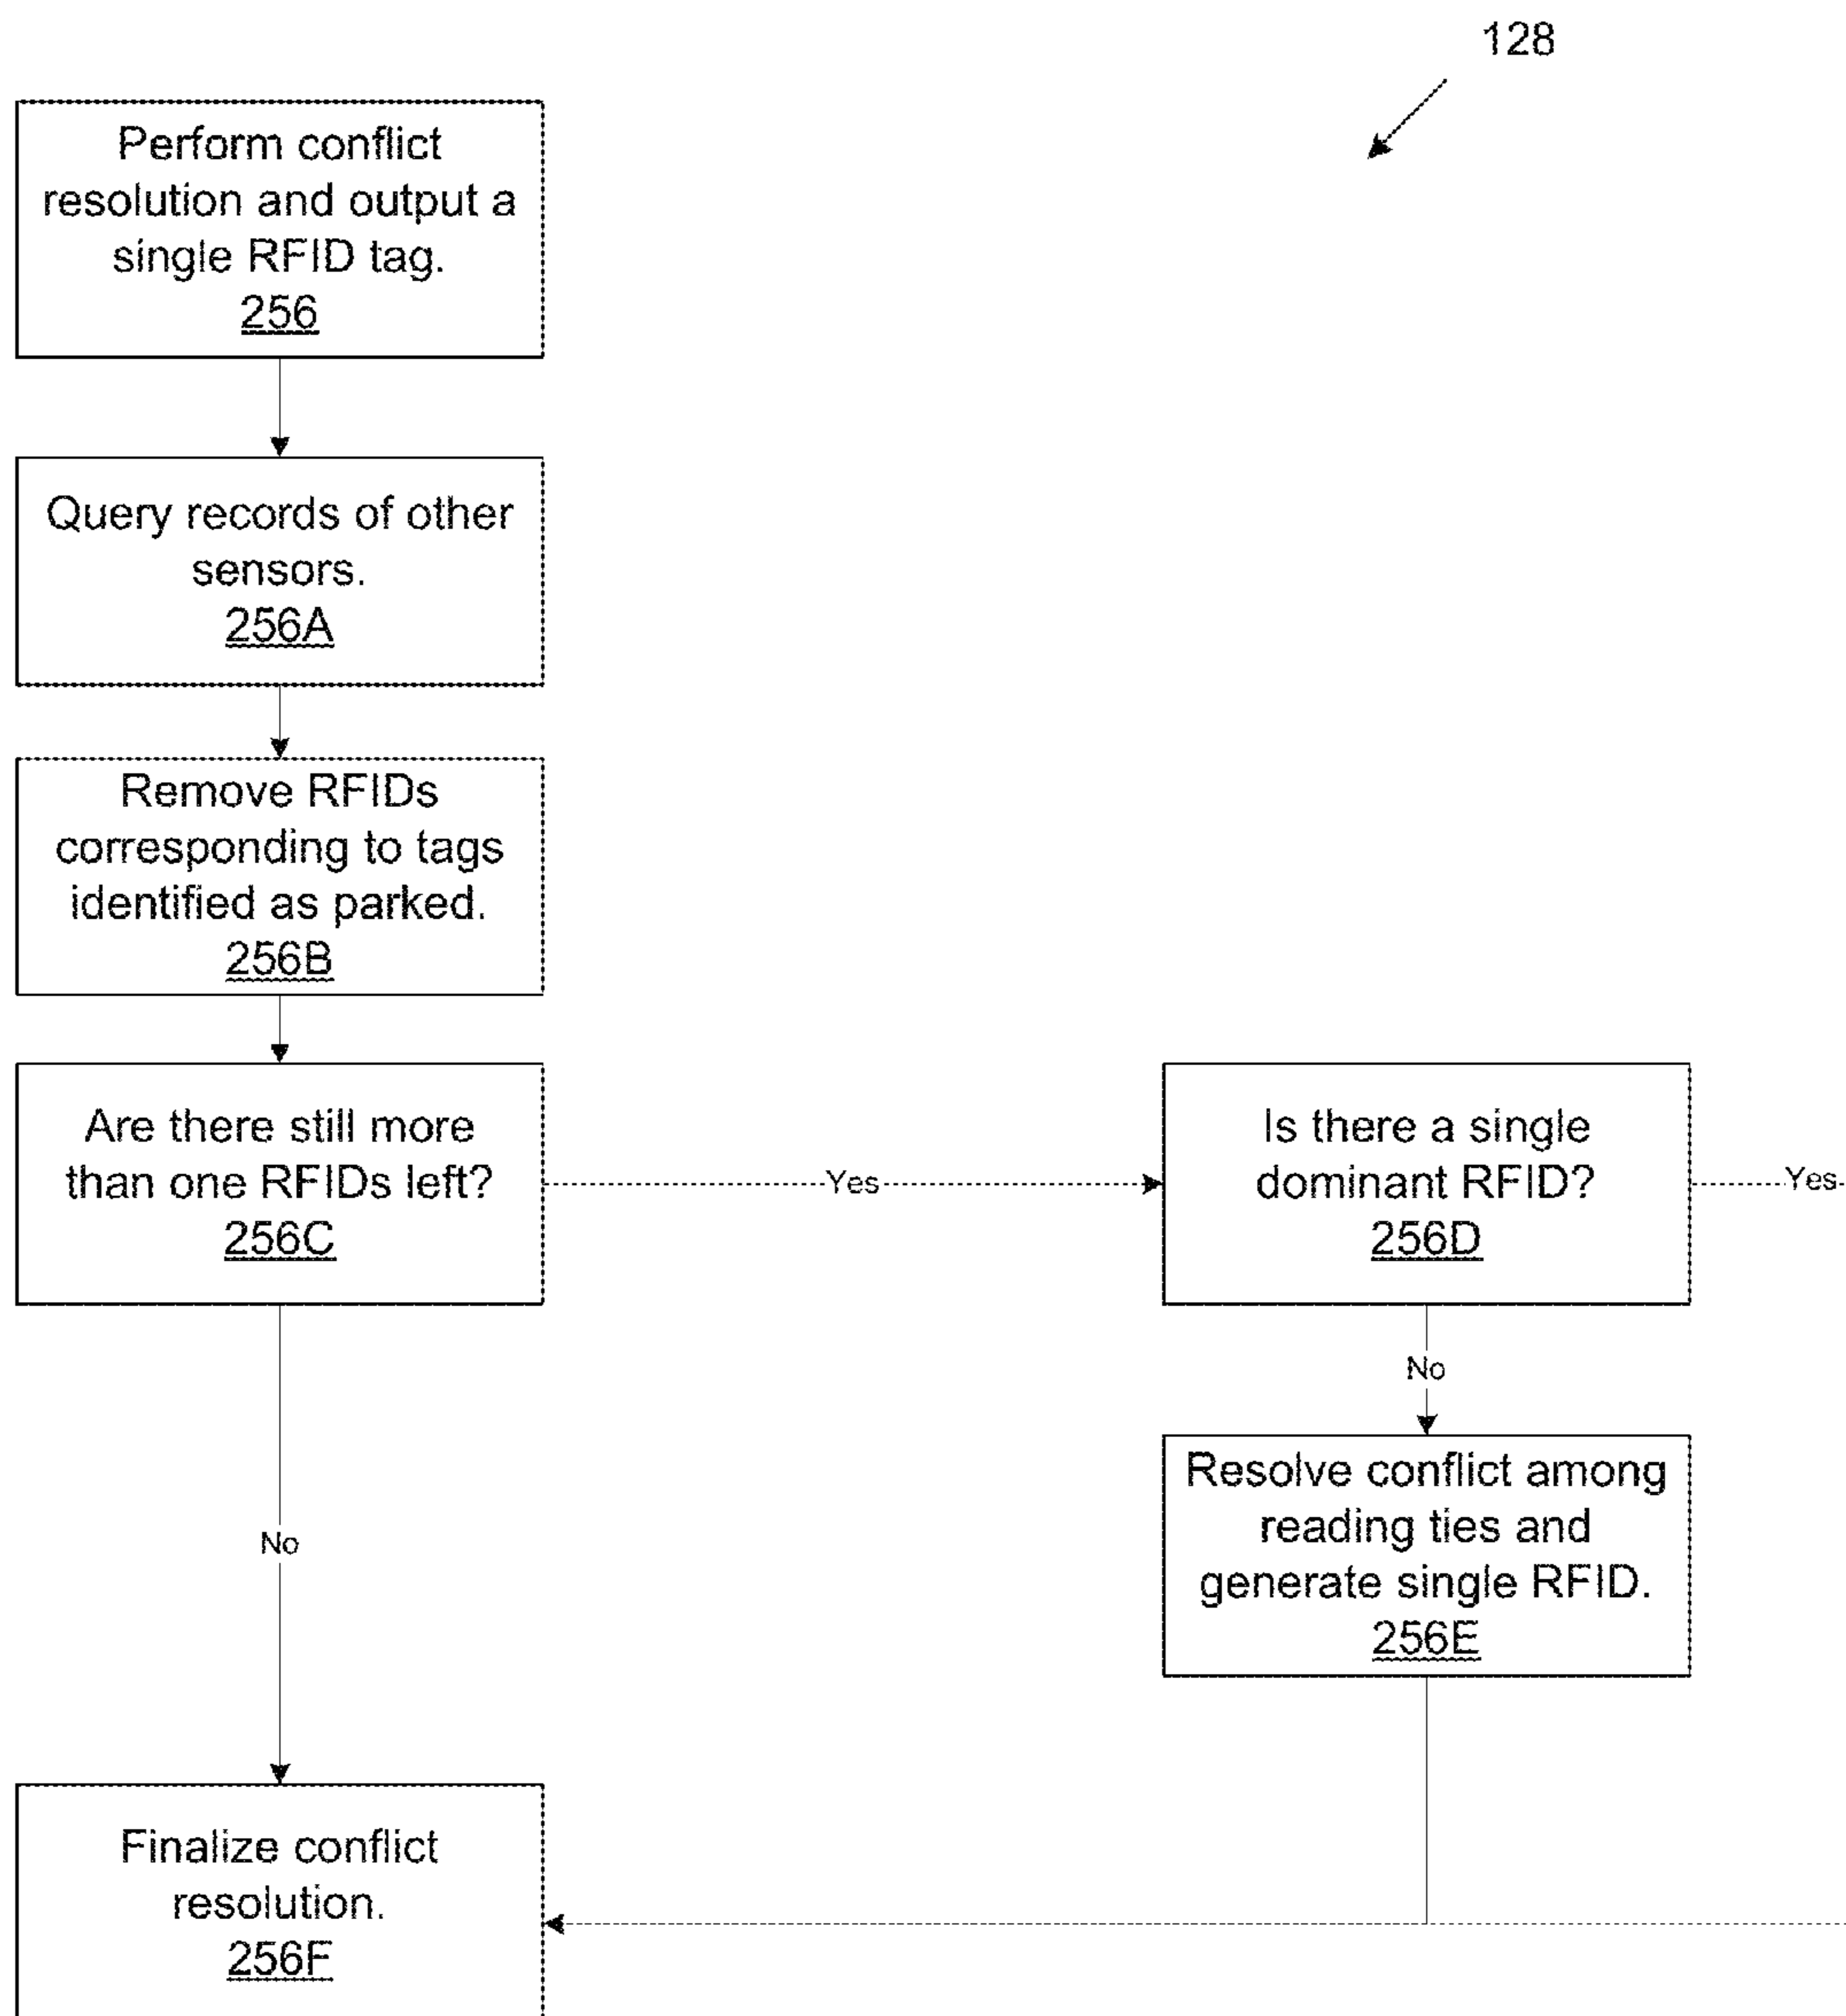 128
Perform conflict
resolution and output a
single RFID tag.
256
Query records of other
sensors.
256A
Remove RFIDs
corresponding to tags
identified as parked.
256B
Are there still more
than one RFIDs left?
256C
Yes
Is there a single
dominant RFID?
256D
Yes
No
Resolve conflict among
reading ties and
generate single RFID.
256E
No
Finalize conflict
resolution.
256F